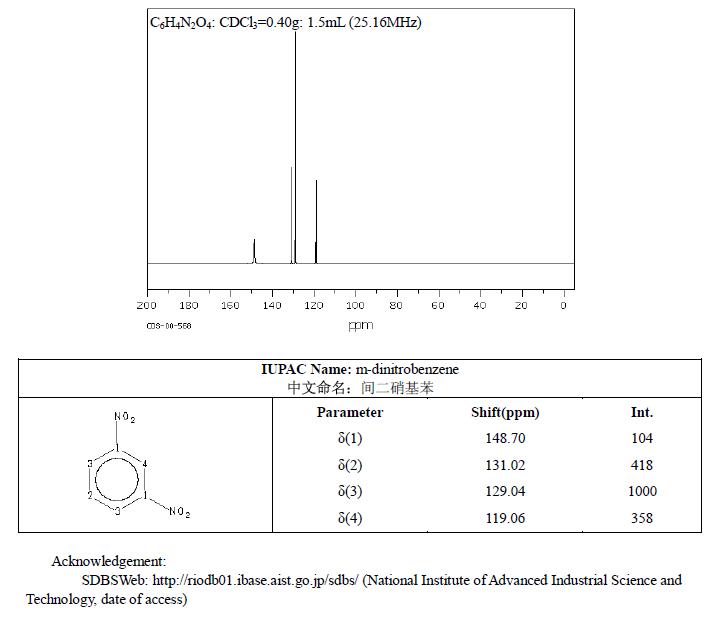 C₆H₄N₂O₄: CDCl₃=0.40g: 1.5mL (25.16MHz)
200 180 160 140 120 100 80 60 40 20 0
CDS-00-568
ppm
IUPAC Name: m-dinitrobenzene
中文命名：间二硝基苯
Parameter Shift(ppm) Int.
δ(1) 148.70 104
δ(2) 131.02 418
δ(3) 129.04 1000
δ(4) 119.06 358
NO₂
1
3 4
2 1
3 NO₂
Acknowledgement:
SDBSWeb: http://riodb01.ibase.aist.go.jp/sdbs/ (National Institute of Advanced Industrial Science and
Technology, date of access)